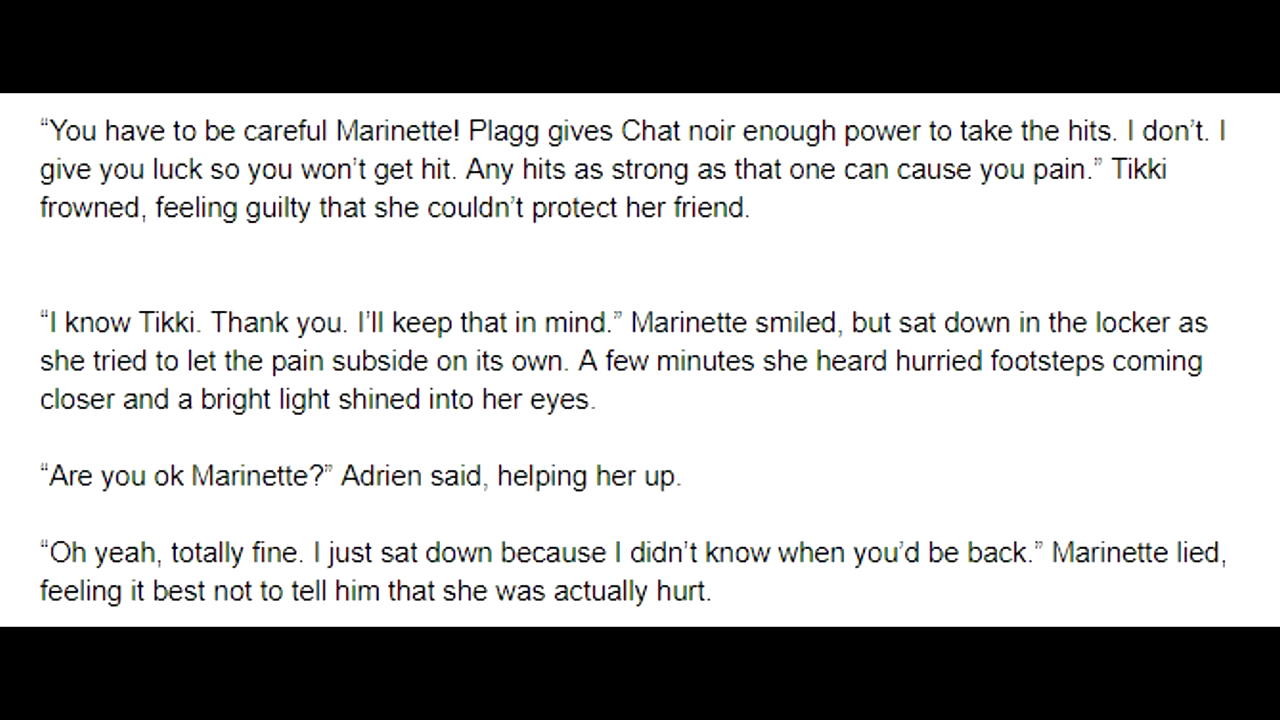 “You have to be careful Marinette! Plagg gives Chat noir enough power to take the hits. I don’t. I
give you luck so you won’t get hit. Any hits as strong as that one can cause you pain.” Tikki
frowned, feeling guilty that she couldn’t protect her friend.
“I know Tikki. Thank you. I’ll keep that in mind.” Marinette smiled, but sat down in the locker as
she tried to let the pain subside on its own. A few minutes she heard hurried footsteps coming
closer and a bright light shined into her eyes.
“Are you ok Marinette?” Adrien said, helping her up.
“Oh yeah, totally fine. I just sat down because I didn’t know when you’d be back.” Marinette lied,
feeling it best not to tell him that she was actually hurt.